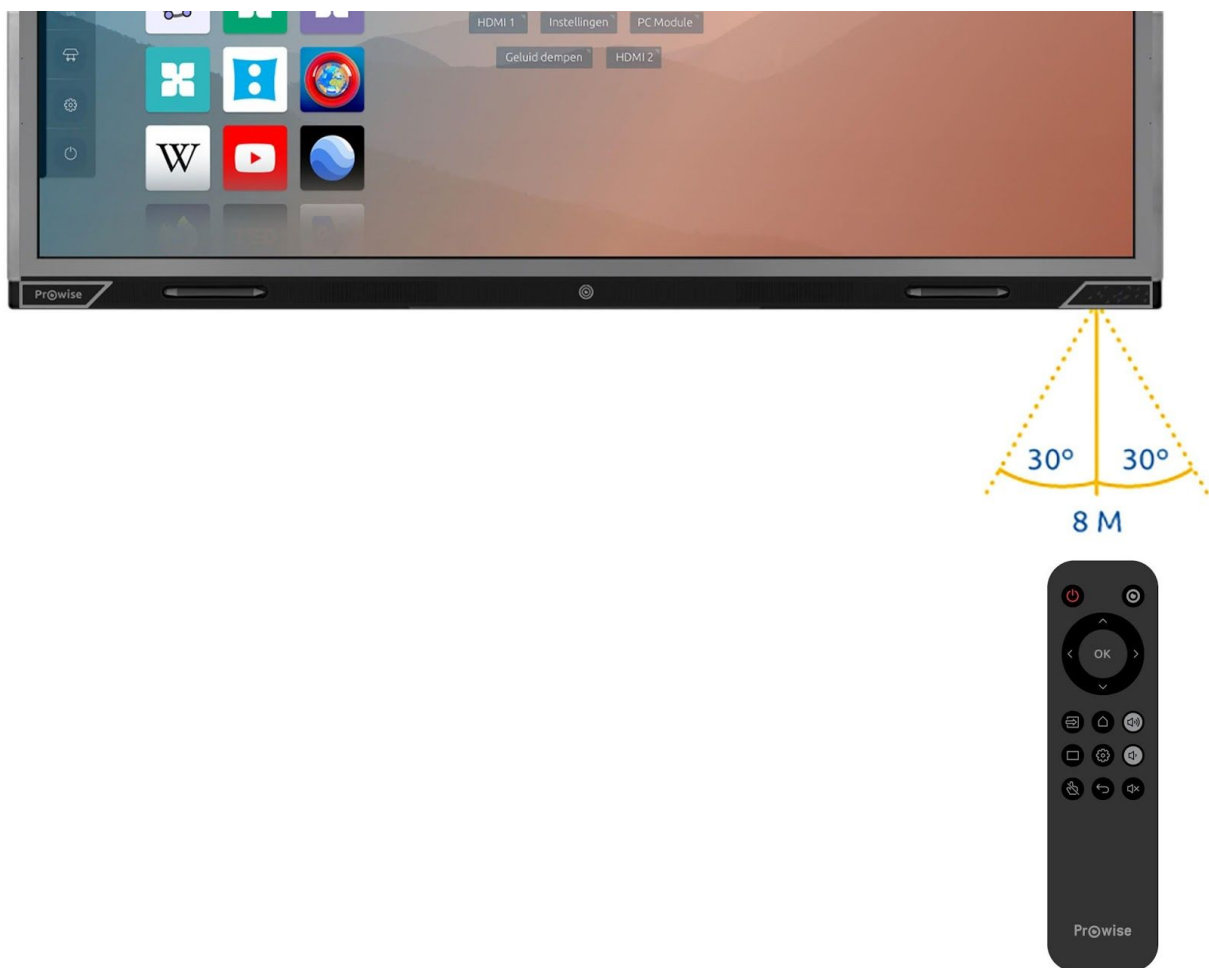 HDMI 1 Instellingen PC Module
Geluid dempen HDMI 2
W
Prowise
30° 30°
8 M
OK
Prowise